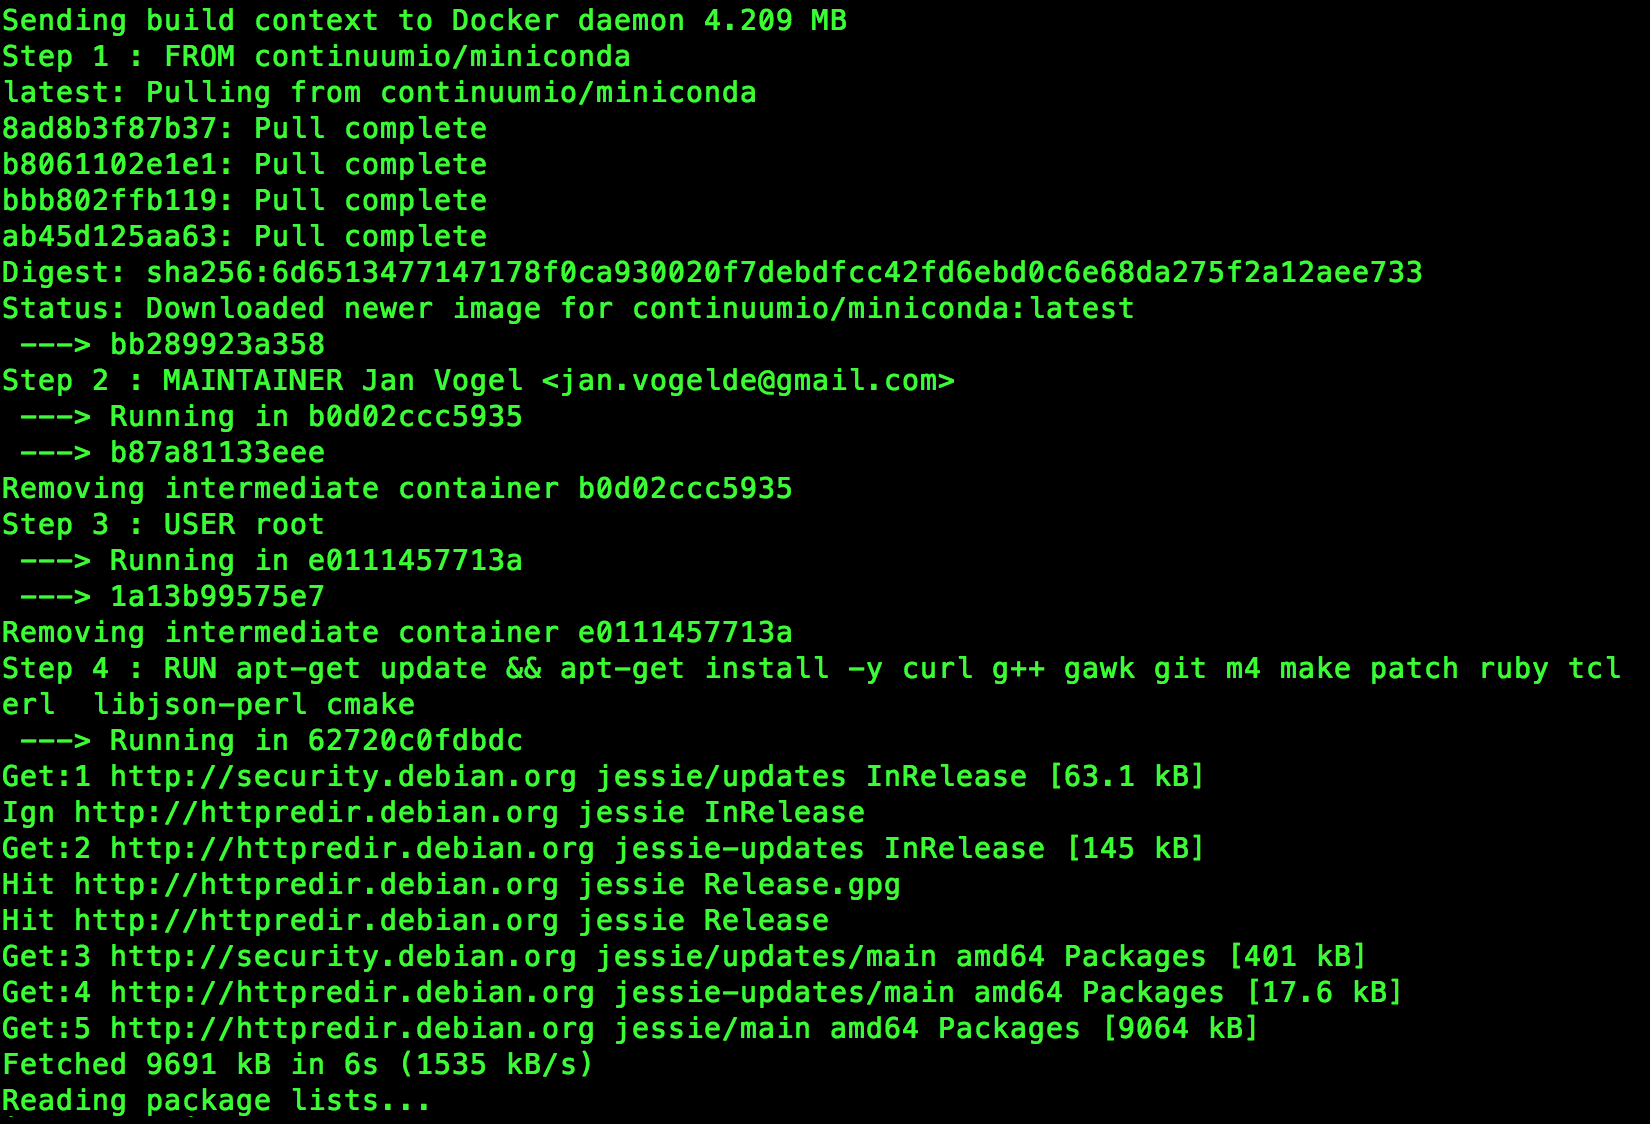 Sending build context to Docker daemon 4.209 MB
Step 1 : FROM continuumio/miniconda
latest: Pulling from continuumio/miniconda
8ad8b3f87b37: Pull complete
b8061102e1e1: Pull complete
bbb802ffb119: Pull complete
ab45d125aa63: Pull complete
Digest: sha256:6d6513477147178f0ca930020f7debdfcc42fd6ebd0c6e68da275f2a12aee733
Status: Downloaded newer image for continuumio/miniconda:latest
 ---> bb289923a358
Step 2 : MAINTAINER Jan Vogel <jan.vogelde@gmail.com>
 ---> Running in b0d02ccc5935
 ---> b87a81133eee
Removing intermediate container b0d02ccc5935
Step 3 : USER root
 ---> Running in e0111457713a
 ---> 1a13b99575e7
Removing intermediate container e0111457713a
Step 4 : RUN apt-get update && apt-get install -y curl g++ gawk git m4 make patch ruby tcl
erl  libjson-perl cmake
 ---> Running in 62720c0fdbdc
Get:1 http://security.debian.org jessie/updates InRelease [63.1 kB]
Ign http://httpredir.debian.org jessie InRelease
Get:2 http://httpredir.debian.org jessie-updates InRelease [145 kB]
Hit http://httpredir.debian.org jessie Release.gpg
Hit http://httpredir.debian.org jessie Release
Get:3 http://security.debian.org jessie/updates/main amd64 Packages [401 kB]
Get:4 http://httpredir.debian.org jessie-updates/main amd64 Packages [17.6 kB]
Get:5 http://httpredir.debian.org jessie/main amd64 Packages [9064 kB]
Fetched 9691 kB in 6s (1535 kB/s)
Reading package lists...